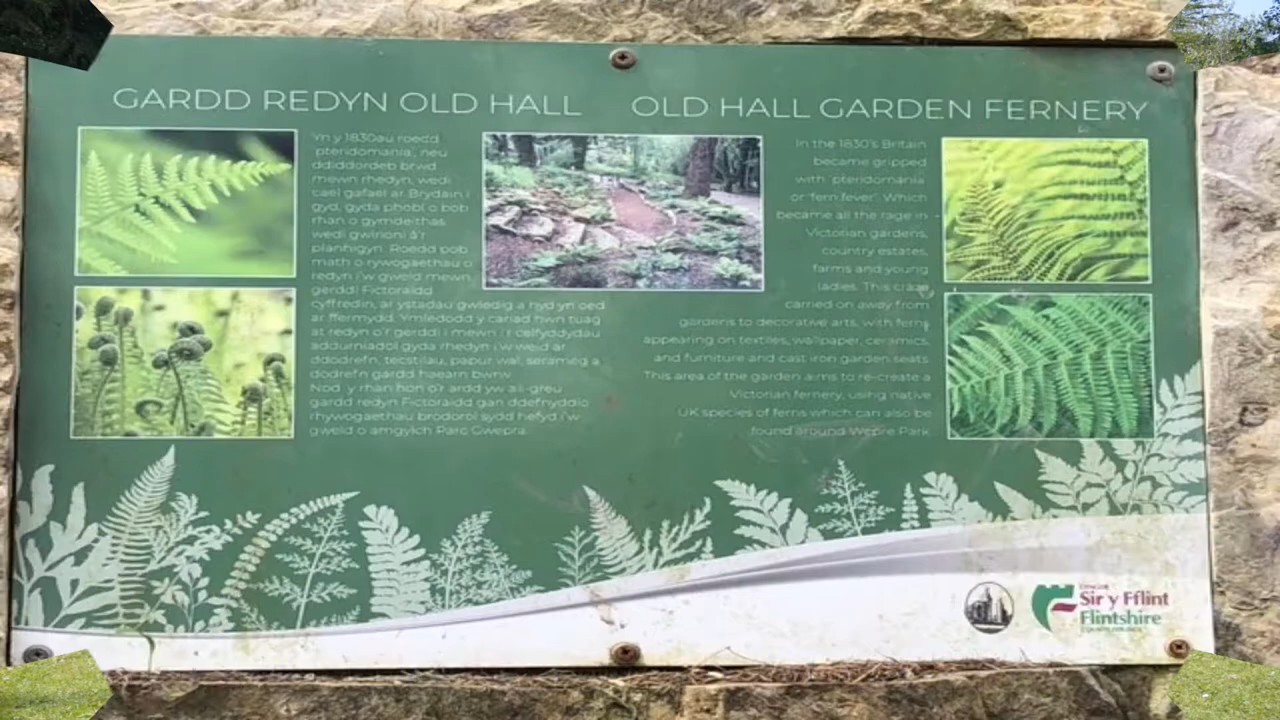 GARDD REDYN OLD HALL
Yn y 1830au roedd
'pteridomania', neu
ddiddordeb brwd
mewn rhedyn, wedi
cael gafael ar Brydain i
gyd, gyda phobl o bob
rhan o gymdeithas
wedi gwirioni â'r
planhigyn. Roedd pob
math o rywogaethau o
redyn i'w gweld mewn
gerddi Fictoraidd
cyffredin, ar ystadau gwledig a hyd yn oed
ar ffermydd. Ymledodd y cariad hwn tuag
at redyn o'r gerddi i mewn i'r celfyddydau
addurniadol gyda rhedyn i'w weld ar
ddodrefn, tecstilau, papur wal, serameg a
dodrefn gardd haearn bwrw.
Nod y rhan hon o'r ardd yw ail-greu
gardd redyn Fictoraidd gan ddefnyddio
rhywogaethau brodorol sydd hefyd i'w
gweld o amgylch Parc Gwepra.
OLD HALL GARDEN FERNERY
In the 1830's Britain
became gripped
with 'pteridomania'
or 'fern fever'. Which
became all the rage in
Victorian gardens,
country estates,
farms and young
ladies. This craze
carried on away from
gardens to decorative arts, with ferns
appearing on textiles, wallpaper, ceramics,
and furniture and cast iron garden seats.
This area of the garden aims to re-create a
Victorian fernery, using native
UK species of ferns which can also be
found around Wepre Park.
Sir y Fflint
Flintshire